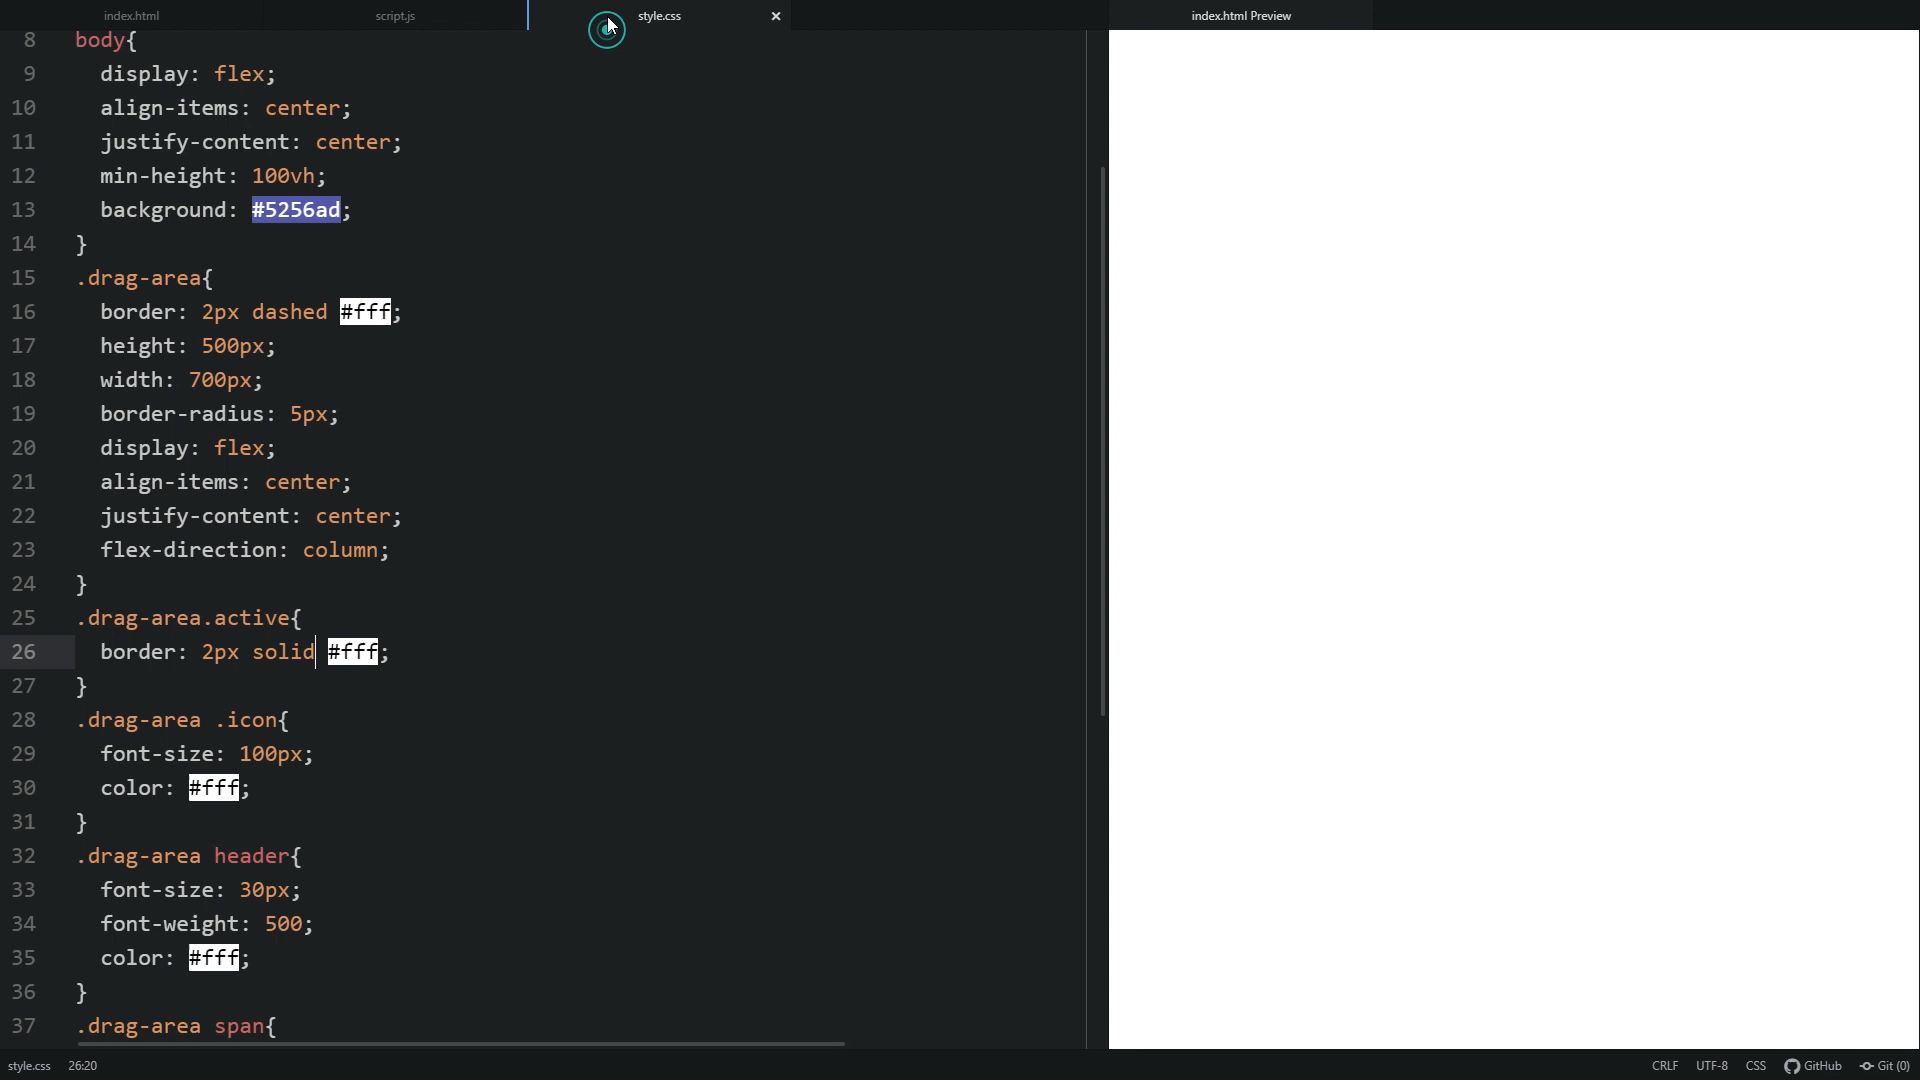 index.html
script.js
style.css
index.html Preview
8 body{
9 display: flex;
10 align-items: center;
11 justify-content: center;
12 min-height: 100vh;
13 background: #5256ad;
14 }
15 .drag-area{
16 border: 2px dashed #fff;
17 height: 500px;
18 width: 700px;
19 border-radius: 5px;
20 display: flex;
21 align-items: center;
22 justify-content: center;
23 flex-direction: column;
24 }
25 .drag-area.active{
26 border: 2px solid #fff;
27 }
28 .drag-area .icon{
29 font-size: 100px;
30 color: #fff;
31 }
32 .drag-area header{
33 font-size: 30px;
34 font-weight: 500;
35 color: #fff;
36 }
37 .drag-area span{
style.css 26:20 CRLF UTF-8 CSS GitHub Git (0)